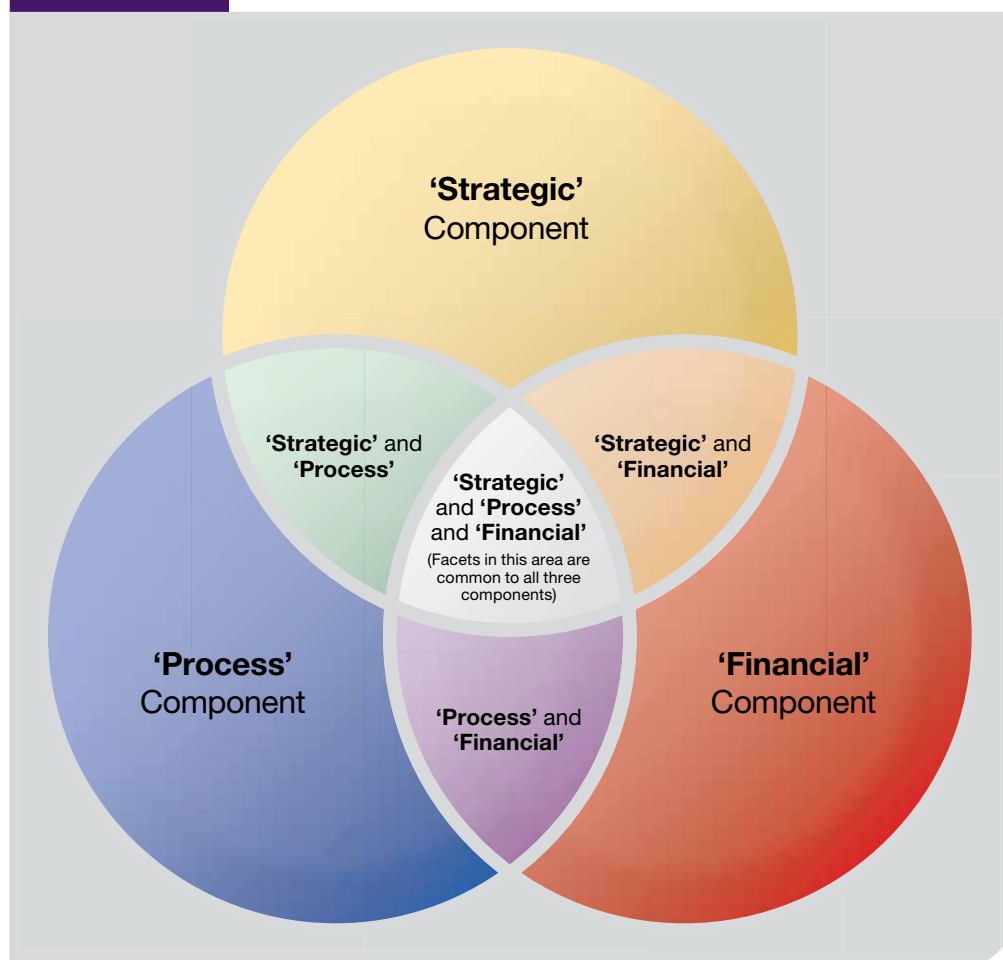 ‘Strategic’
Component
‘Strategic’ and
‘Process’
‘Strategic’ and
‘Financial’
‘Strategic’
and ‘Process’
and ‘Financial’
(Facets in this area are
common to all three
components)
‘Process’
Component
‘Financial’
Component
‘Process’ and
‘Financial’